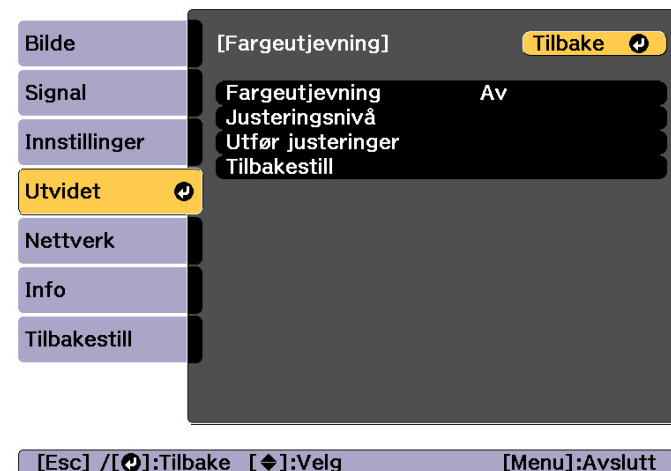 Bilde
Signal
Innstillinger
Utvidet
Nettverk
Info
Tilbakestill
[Fargeutjevning] Tilbake
Fargeutjevning Av
Justeringsnivå
Utfør justeringer
Tilbakestill
[Esc] /[⏎]:Tilbake [◆]:Velg [Menu]:Avslutt